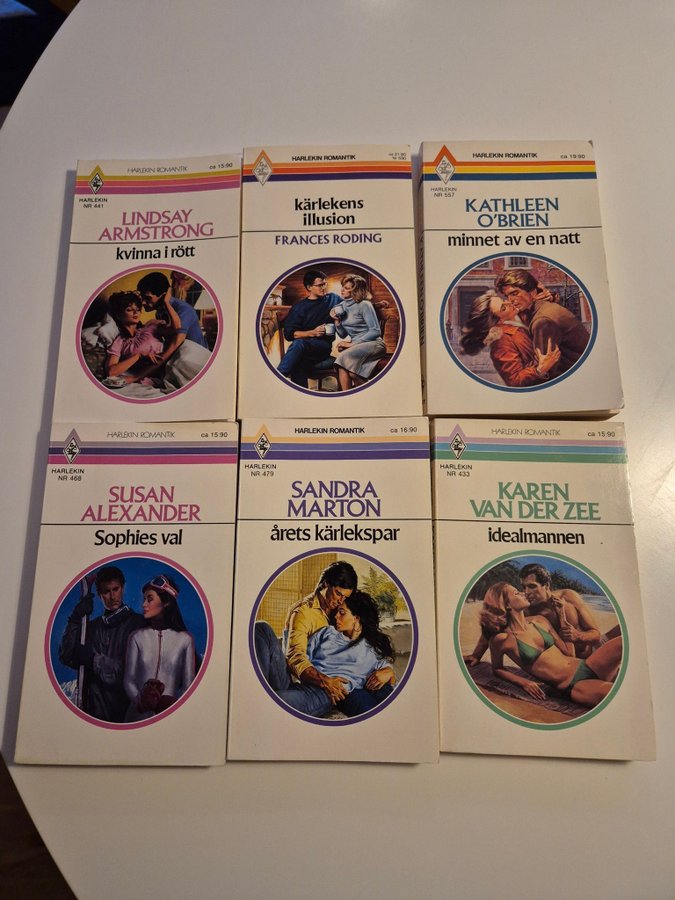 HARLEKIN ROMANTIK
ca 15:90
HARLEKIN
NR 441
LINDSAY
ARMSTRONG
kvinna i rött
HARLEKIN ROMANTIK
ca 21:90
kärlekens
illusion
FRANCES RODING
HARLEKIN ROMANTIK
ca 19:90
HARLEKIN
NR 557
KATHLEEN
O'BRIEN
minnet av en natt
HARLEKIN ROMANTIK
ca 15:90
HARLEKIN
NR 468
SUSAN
ALEXANDER
Sophies val
HARLEKIN ROMANTIK
ca 16:90
HARLEKIN
NR 479
SANDRA
MARTON
årets kärlekspar
HARLEKIN ROMANTIK
ca 15:90
HARLEKIN
NR 433
KAREN
VAN DER ZEE
idealmannen